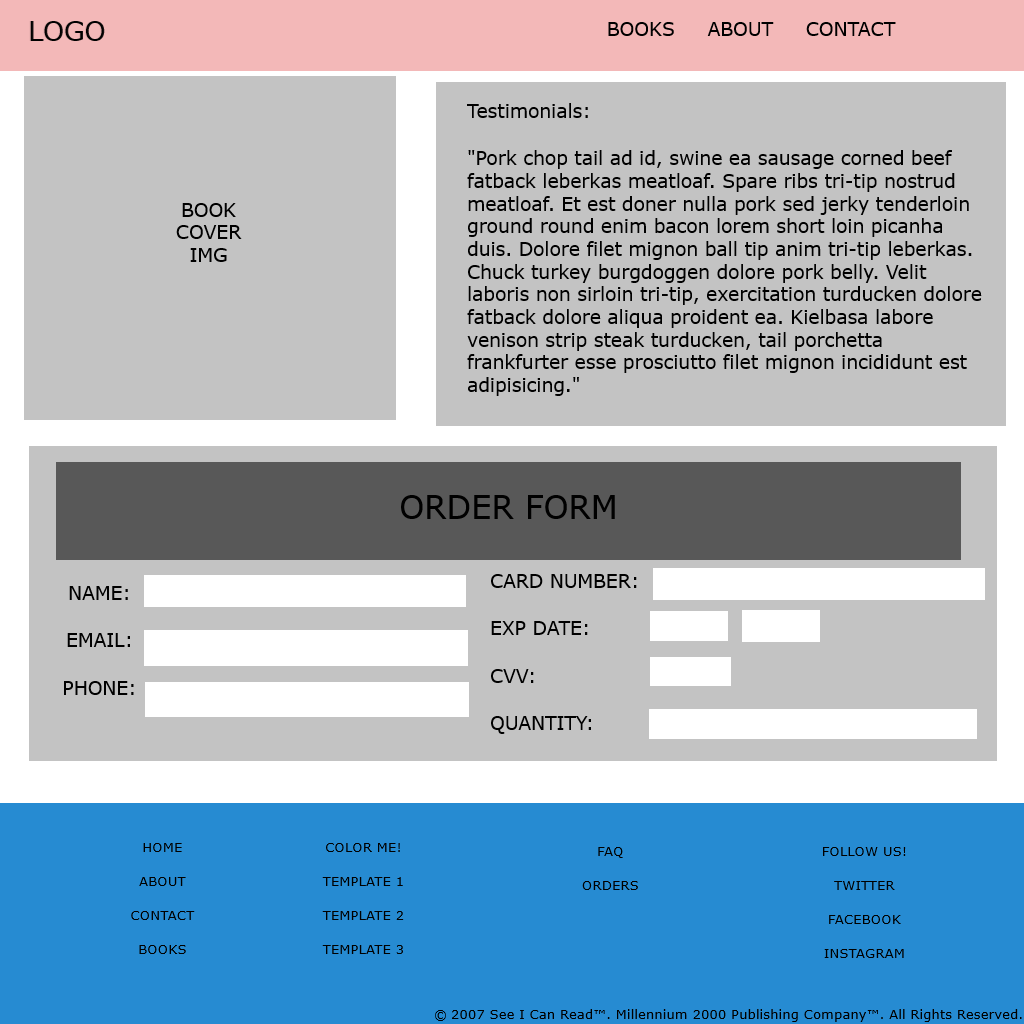 LOGO
BOOKS ABOUT CONTACT
BOOK
COVER
IMG
Testimonials:
"Pork chop tail ad id, swine ea sausage corned beef
fatback leberkas meatloaf. Spare ribs tri-tip nostrud
meatloaf. Et est doner nulla pork sed jerky tenderloin
ground round enim bacon lorem short loin picanha
duis. Dolore filet mignon ball tip anim tri-tip leberkas.
Chuck turkey burgdoggen dolore pork belly. Velit
laboris non sirloin tri-tip, exercitation turducken dolore
fatback dolore aliqua proident ea. Kielbasa labore
venison strip steak turducken, tail porchetta
frankfurter esse prosciutto filet mignon incididunt est
adipisicing."
ORDER FORM
NAME:
EMAIL:
PHONE:
CARD NUMBER:
EXP DATE:
CVV:
QUANTITY:
HOME
ABOUT
CONTACT
BOOKS
COLOR ME!
TEMPLATE 1
TEMPLATE 2
TEMPLATE 3
FAQ
ORDERS
FOLLOW US!
TWITTER
FACEBOOK
INSTAGRAM
© 2007 See I Can Read™. Millennium 2000 Publishing Company™. All Rights Reserved.